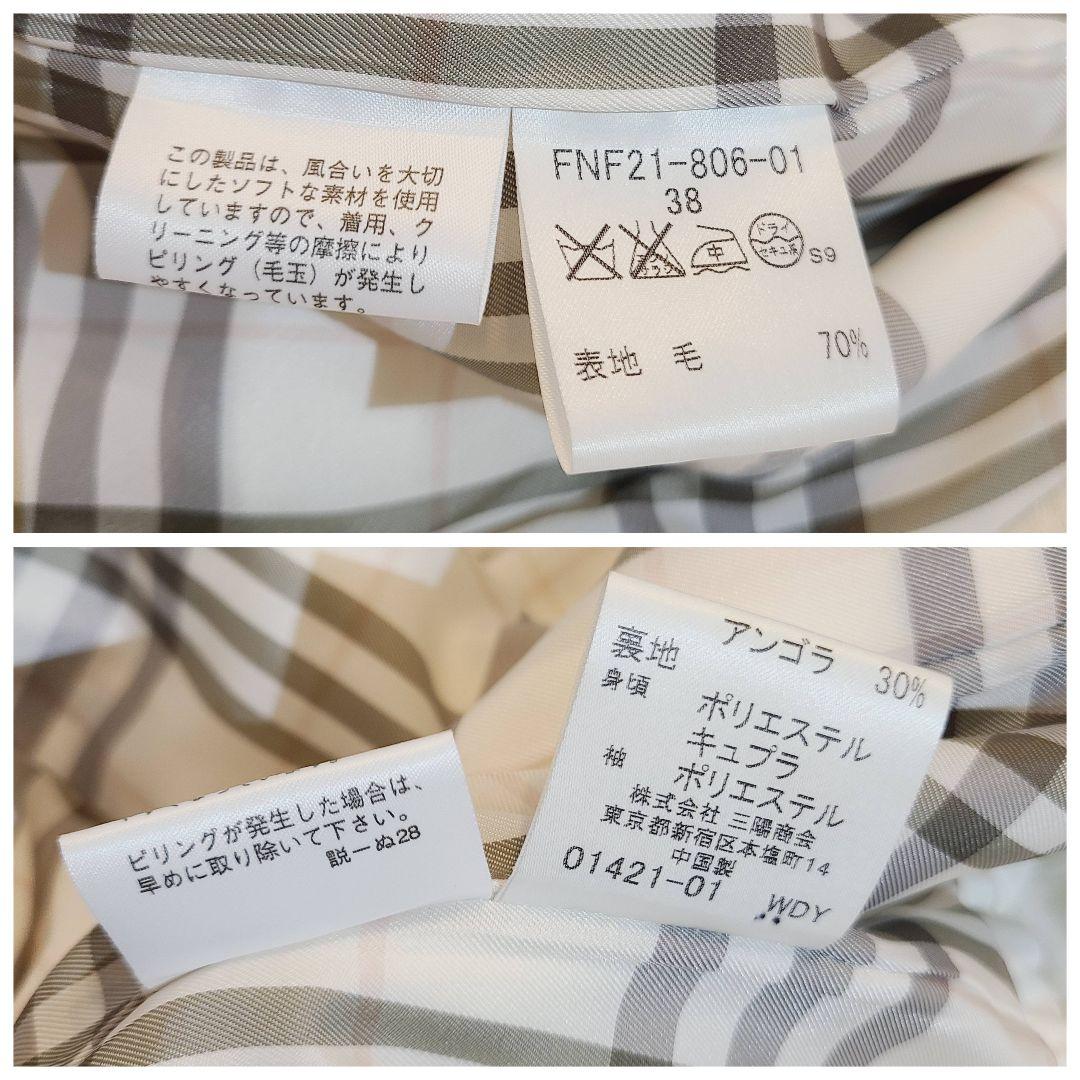 この製品は、風合いを大切
にしたソフトな素材を使用
していますので、着用、ク
リーニング等の摩擦により
ピリング（毛玉）が発生し
やすくなっています。
FNF21-806-01
38
ドライ
セキユ系
S9
表地 毛 70%
ピリングが発生した場合は、
早めに取り除いて下さい。
説ーぬ28
アンゴラ 30%
裏地
身頃 ポリエステル
キュプラ
袖 ポリエステル
株式会社 三陽商会
東京都新宿区本塩町14
中国製
01421-01 WDY